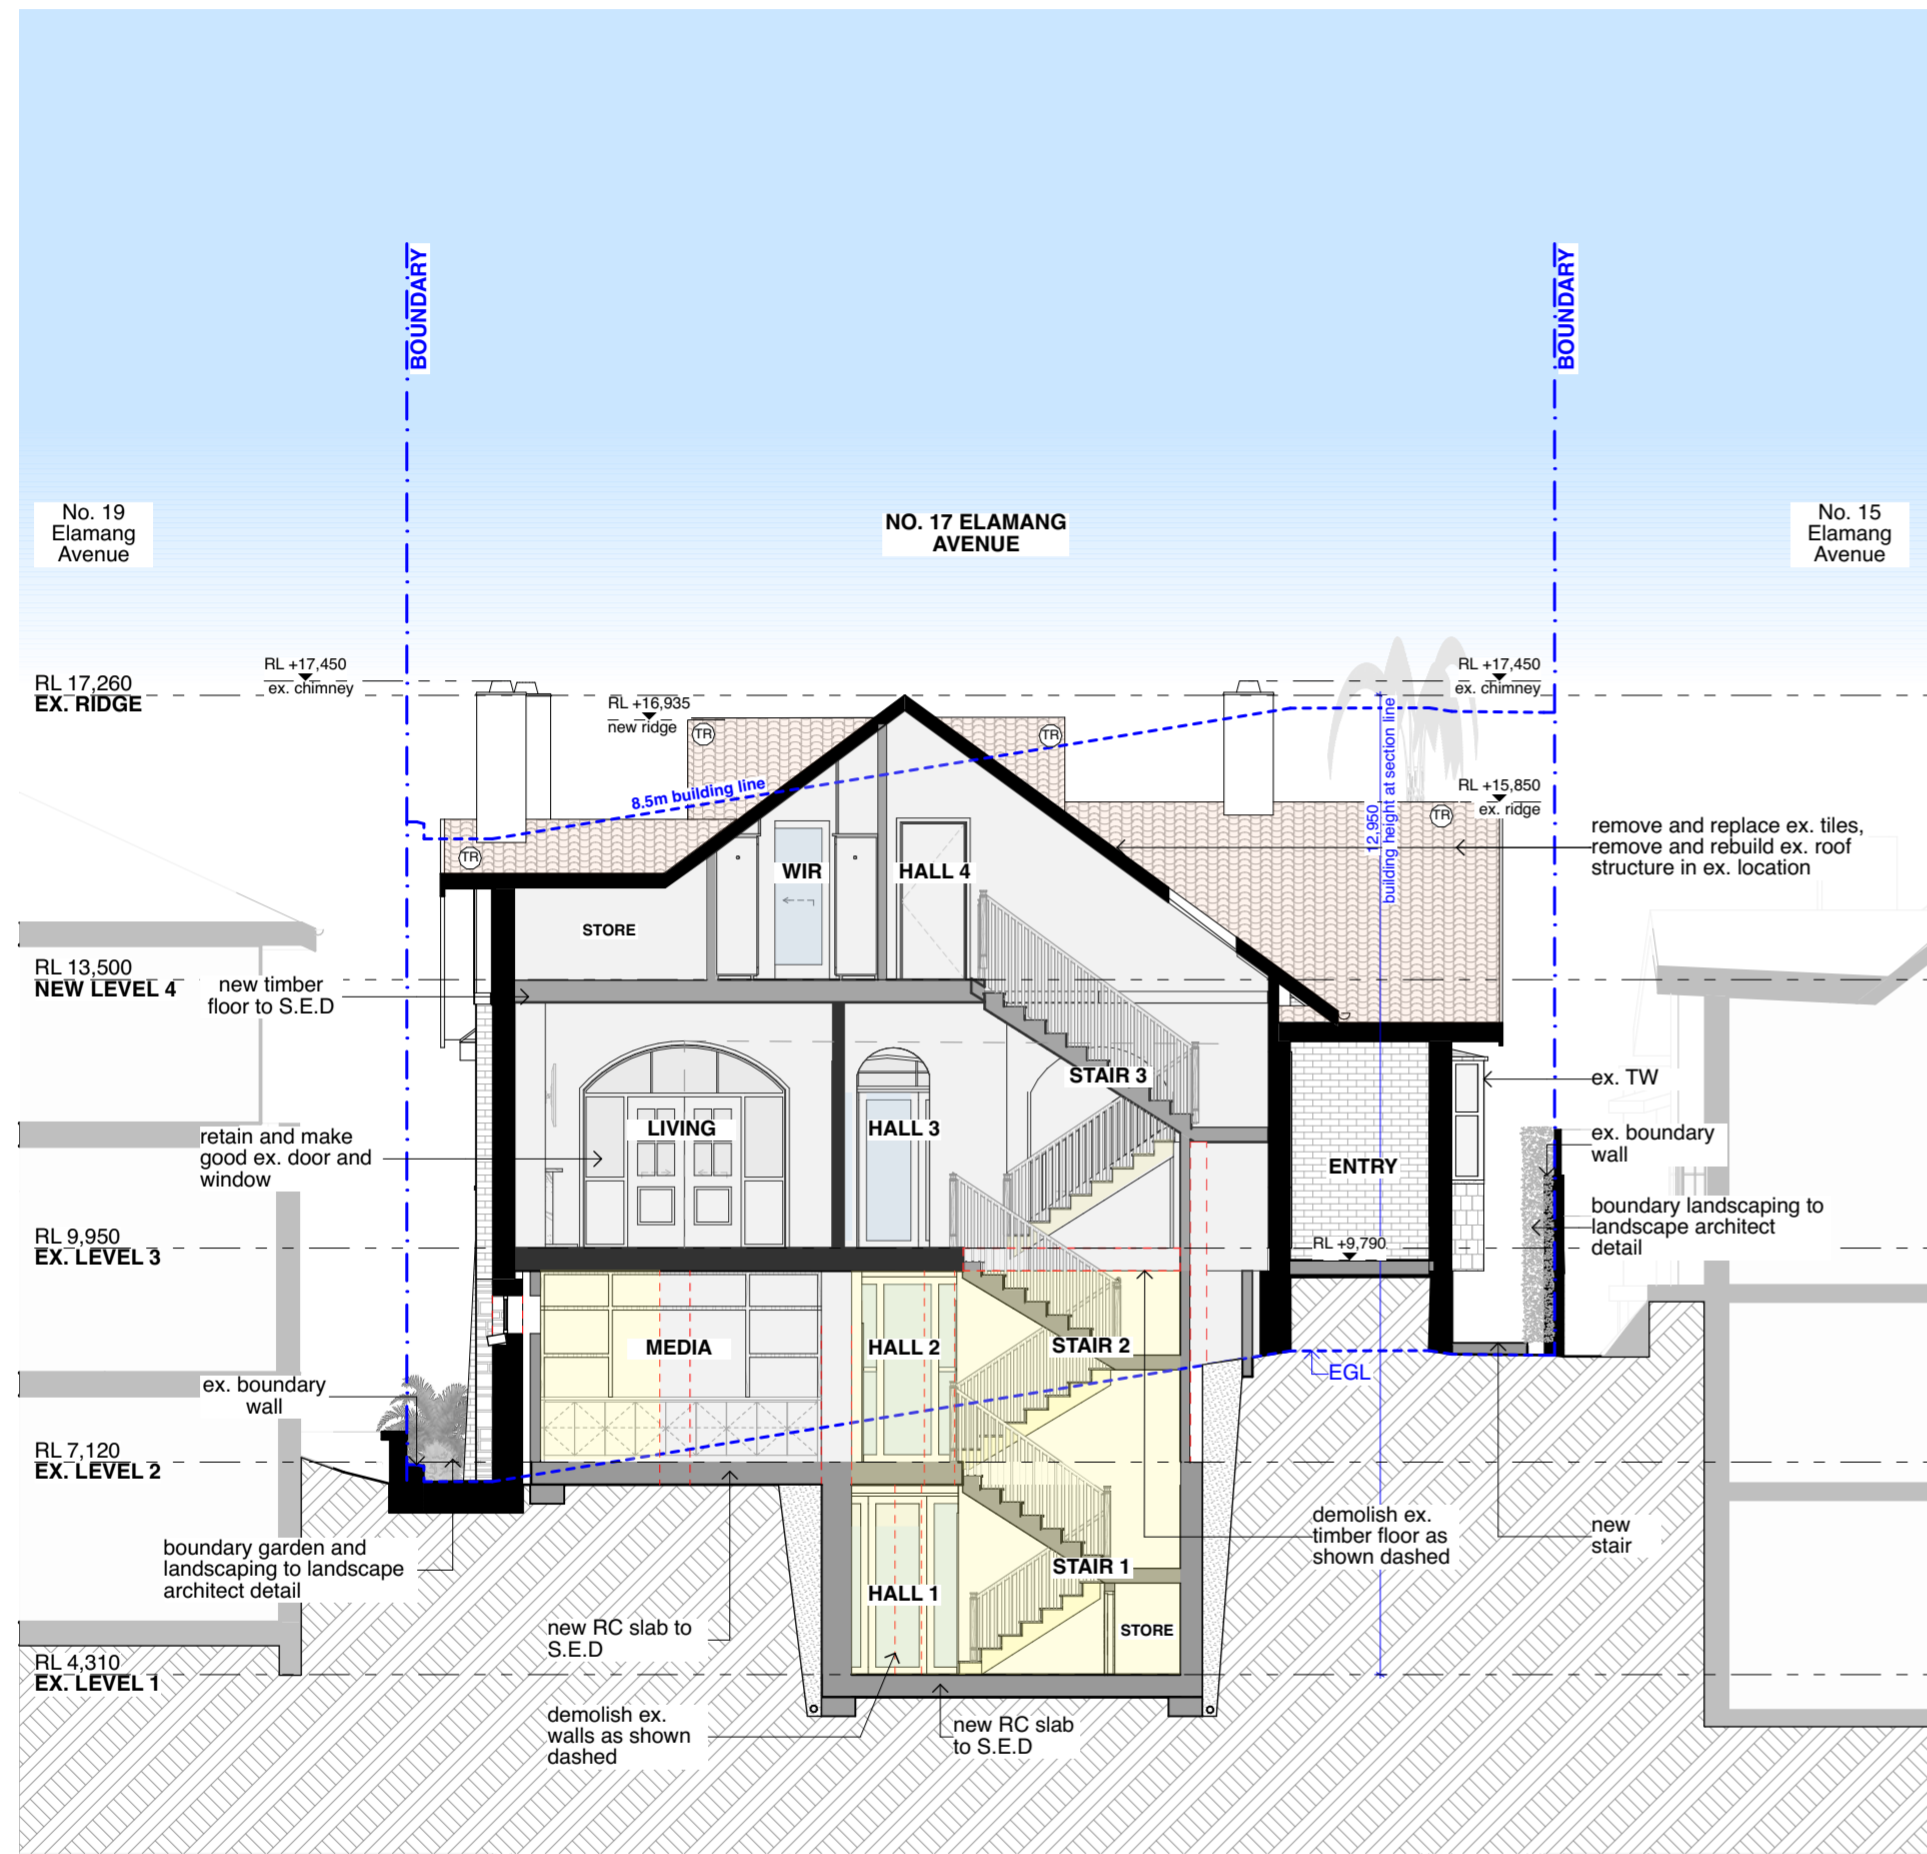 BOUNDARY
BOUNDARY
No. 19
Elamang
Avenue
NO. 17 ELAMANG
AVENUE
No. 15
Elamang
Avenue
RL 17,260
EX. RIDGE
RL +17,450
ex. chimney
RL +16,935
new ridge
RL +17,450
ex. chimney
TR
TR
8.5m building line
12,950
building height at section line
RL +15,850
ex. ridge
TR
TR
remove and replace ex. tiles,
remove and rebuild ex. roof
structure in ex. location
WIR
HALL 4
STORE
RL 13,500
NEW LEVEL 4
new timber
floor to S.E.D
STAIR 3
ex. TW
retain and make
good ex. door and
window
LIVING
HALL 3
ENTRY
ex. boundary
wall
boundary landscaping to
landscape architect
detail
RL 9,950
EX. LEVEL 3
RL +9,790
MEDIA
HALL 2
STAIR 2
EGL
ex. boundary
wall
RL 7,120
EX. LEVEL 2
boundary garden and
landscaping to landscape
architect detail
demolish ex.
timber floor as
shown dashed
new
stair
STAIR 1
HALL 1
STORE
new RC slab to
S.E.D
RL 4,310
EX. LEVEL 1
demolish ex.
walls as shown
dashed
new RC slab
to S.E.D